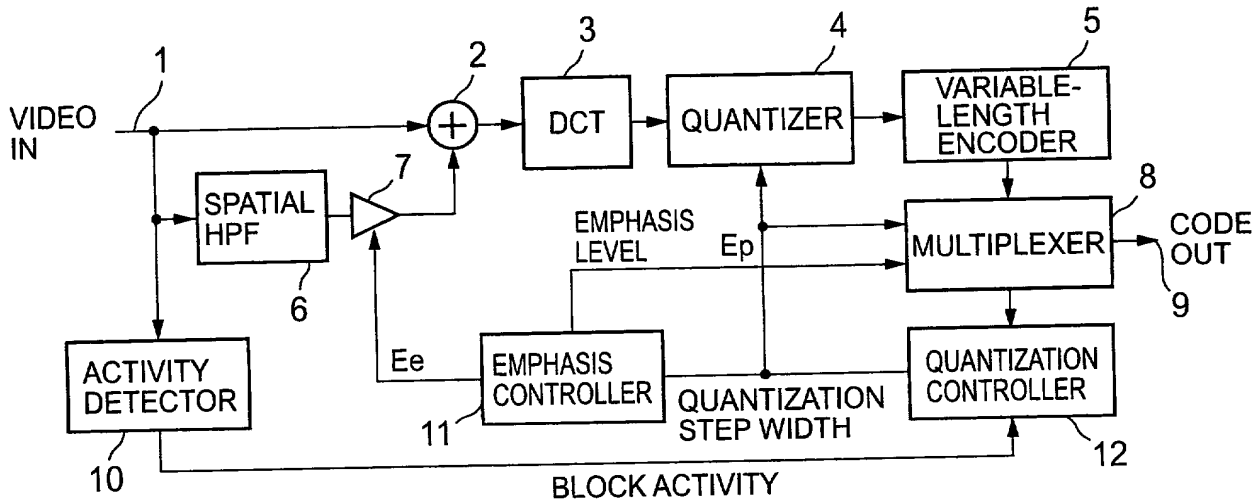 1
2
3
4
5
VIDEO
IN
DCT
QUANTIZER
VARIABLE-
LENGTH
ENCODER
7
8
SPATIAL
HPF
EMPHASIS
LEVEL
Ep
MULTIPLEXER
CODE
OUT
6
9
ACTIVITY
DETECTOR
Ee
EMPHASIS
CONTROLLER
QUANTIZATION
CONTROLLER
QUANTIZATION
STEP WIDTH
10
11
12
BLOCK ACTIVITY